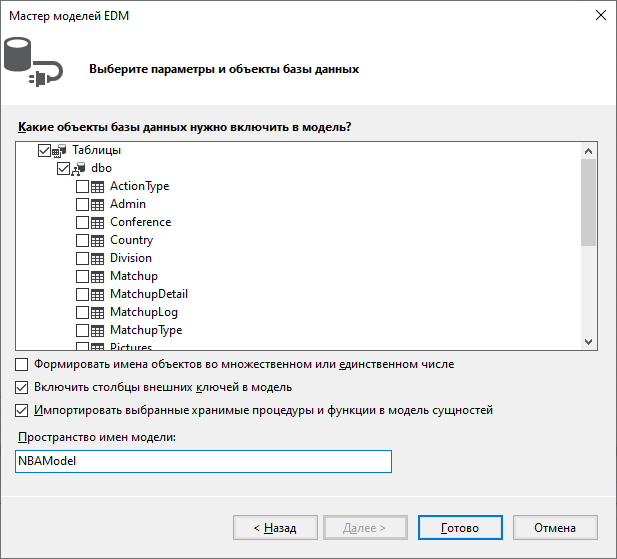 Мастер моделей EDM
Выберите параметры и объекты базы данных
Какие объекты базы данных нужно включить в модель?
Таблицы
dbo
ActionType
Admin
Conference
Country
Division
Matchup
MatchupDetail
MatchupLog
MatchupType
Pictures
Формировать имена объектов во множественном или единственном числе
Включить столбцы внешних ключей в модель
Импортировать выбранные хранимые процедуры и функции в модель сущностей
Пространство имен модели:
NBAModel
< Назад
Далее >
Готово
Отмена